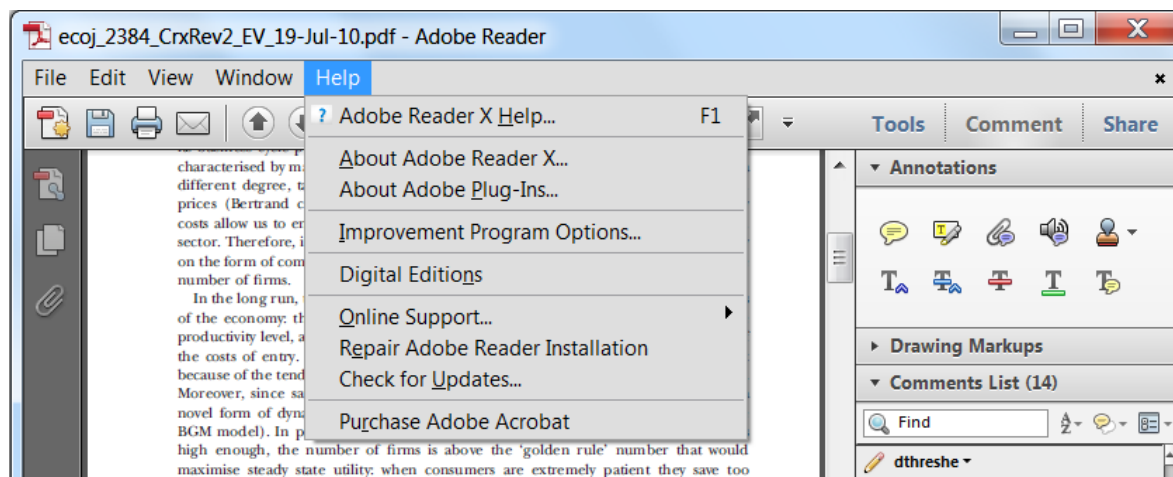 ecoj_2384_CrxRev2_EV_19-Jul-10.pdf - Adobe Reader
File Edit View Window Help
Tools Comment Share
Adobe Reader X Help... F1
About Adobe Reader X...
About Adobe Plug-Ins...
Improvement Program Options...
Digital Editions
Online Support...
Repair Adobe Reader Installation
Check for Updates...
Purchase Adobe Acrobat
characterised by
different degree,
prices (Bertrand
costs allow us to
sector. Therefore,
on the form of
number of firms.
In the long run,
of the economy:
productivity level,
the costs of entry.
because of the
Moreover, since
novel form of
BGM model). In
high enough, the number of firms is above the ‘golden rule’ number that would
maximise steady state utility: when consumers are extremely patient they save too
Annotations
Drawing Markups
Comments List (14)
Find
dthreshe